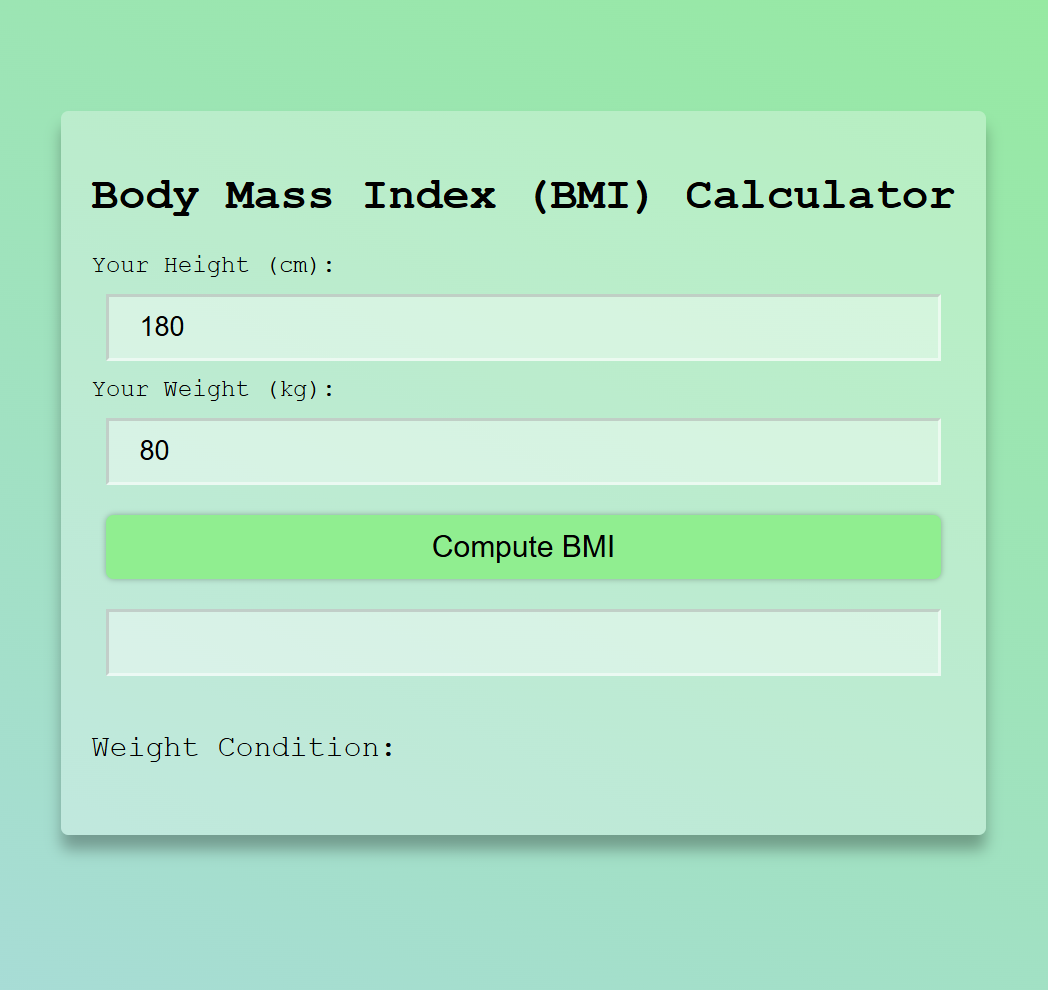 Body Mass Index (BMI) Calculator
Your Height (cm):
180
Your Weight (kg):
80
Compute BMI
Weight Condition: